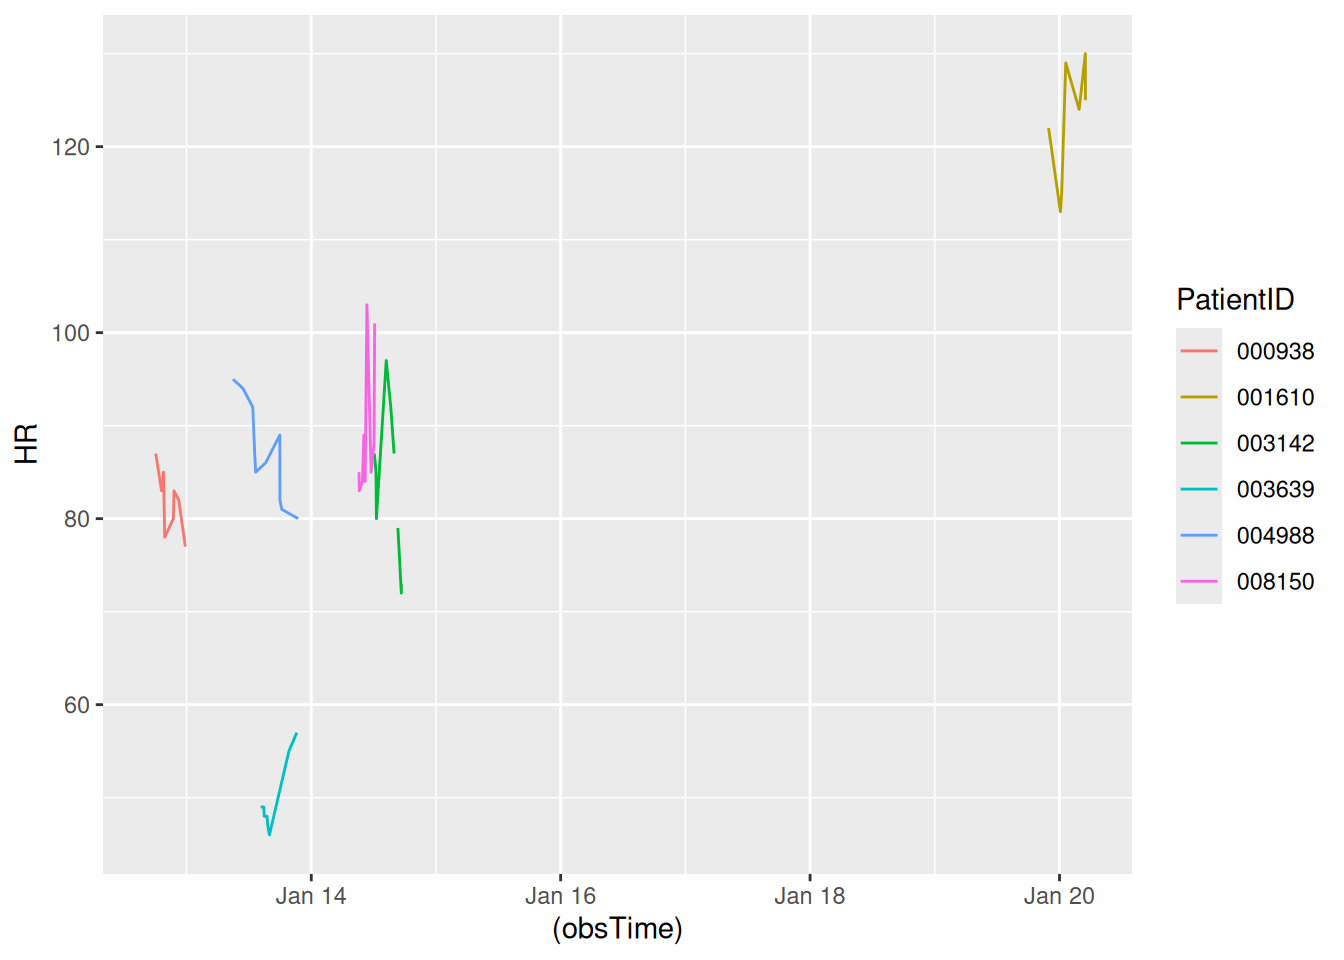 120
100
80
60
HR
Jan 14
Jan 16
Jan 18
Jan 20
(obsTime)
PatientID
000938
001610
003142
003639
004988
008150